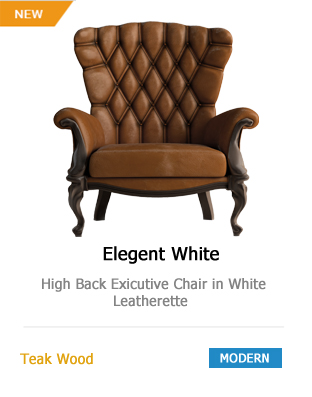 NEW
Elegent White
High Back Exicutive Chair in White
Leatherette
Teak Wood
MODERN